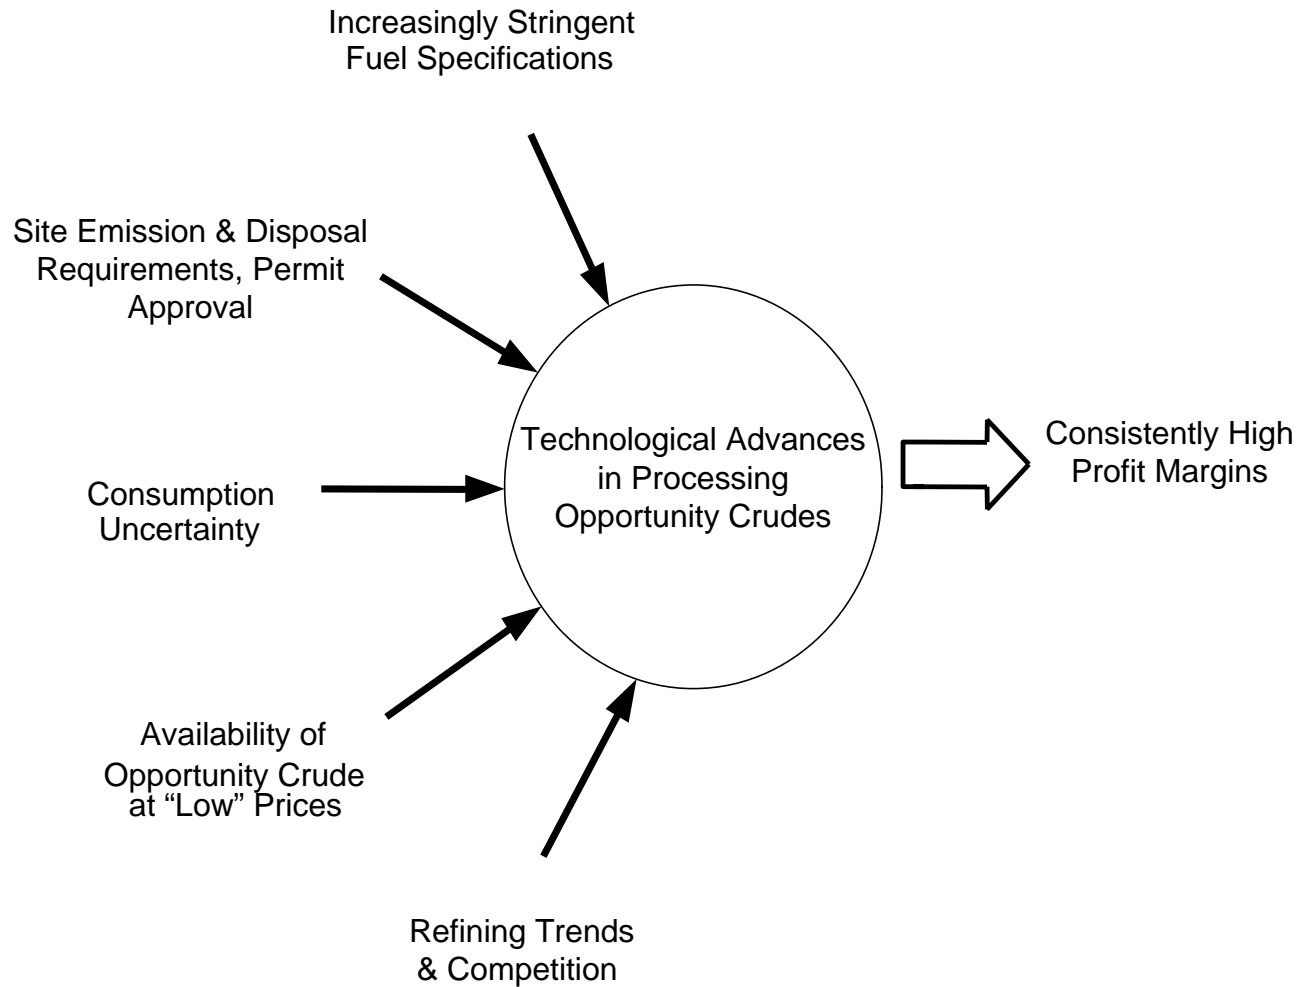 Increasingly Stringent
Fuel Specifications
Site Emission & Disposal
Requirements, Permit
Approval
Technological Advances
in Processing
Opportunity Crudes
Consistently High
Profit Margins
Consumption
Uncertainty
Availability of
Opportunity Crude
at “Low” Prices
Refining Trends
& Competition